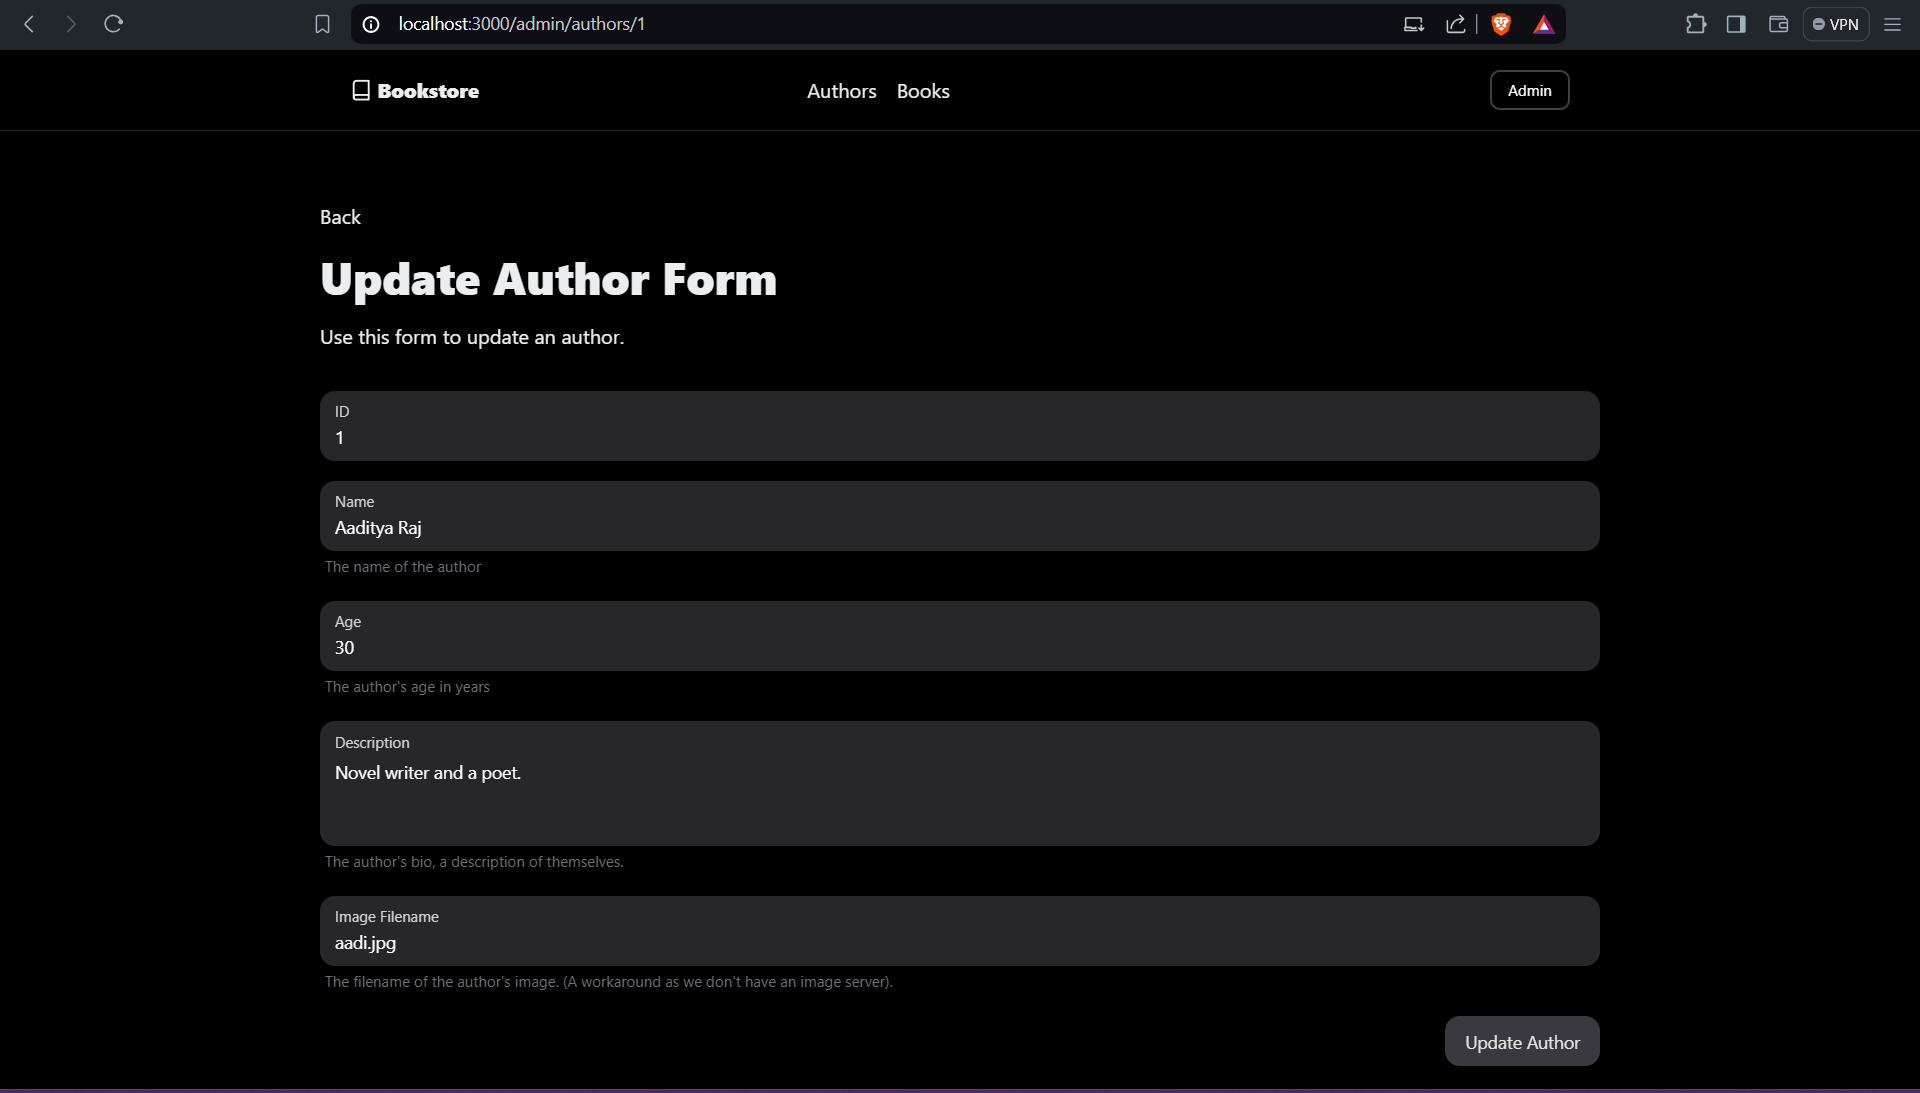 localhost:3000/admin/authors/1
VPN
Bookstore
Authors Books
Admin
Back
Update Author Form
Use this form to update an author.
ID
1
Name
Aaditya Raj
The name of the author
Age
30
The author's age in years
Description
Novel writer and a poet.
The author's bio, a description of themselves.
Image Filename
aadi.jpg
The filename of the author's image. (A workaround as we don't have an image server).
Update Author